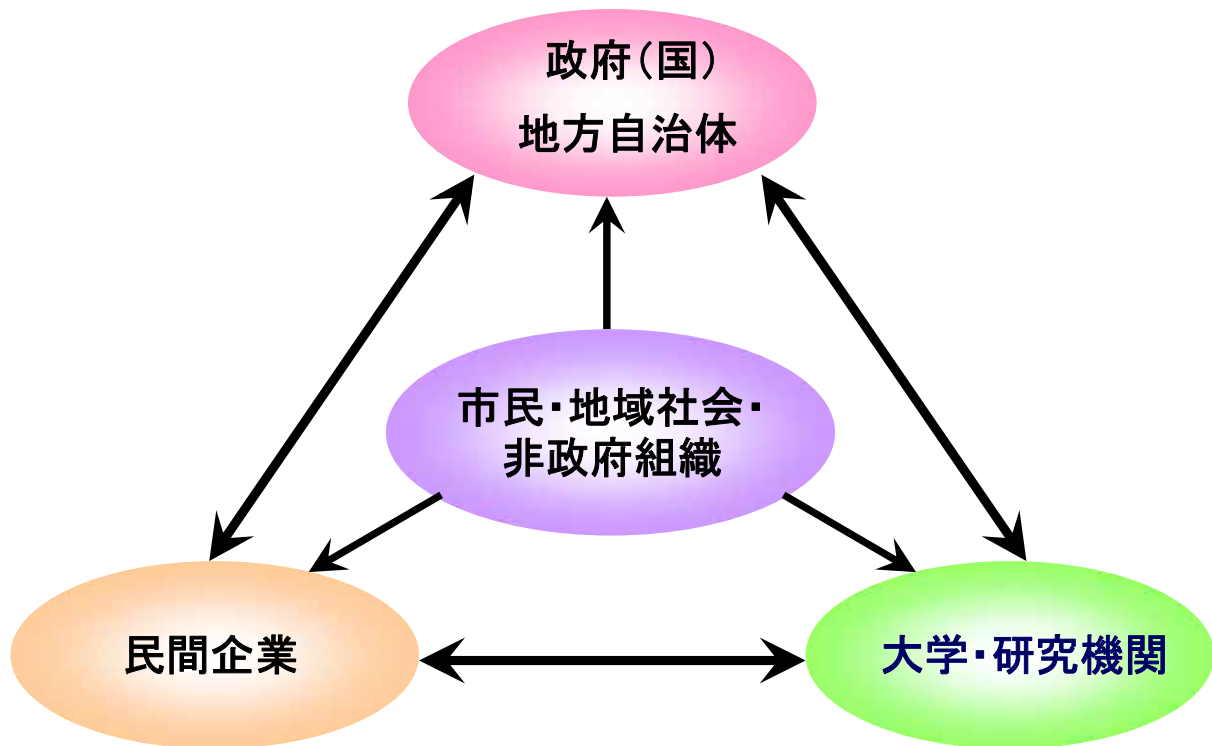 政府（国）
地方自治体
市民・地域社会・
非政府組織
民間企業
大学・研究機関